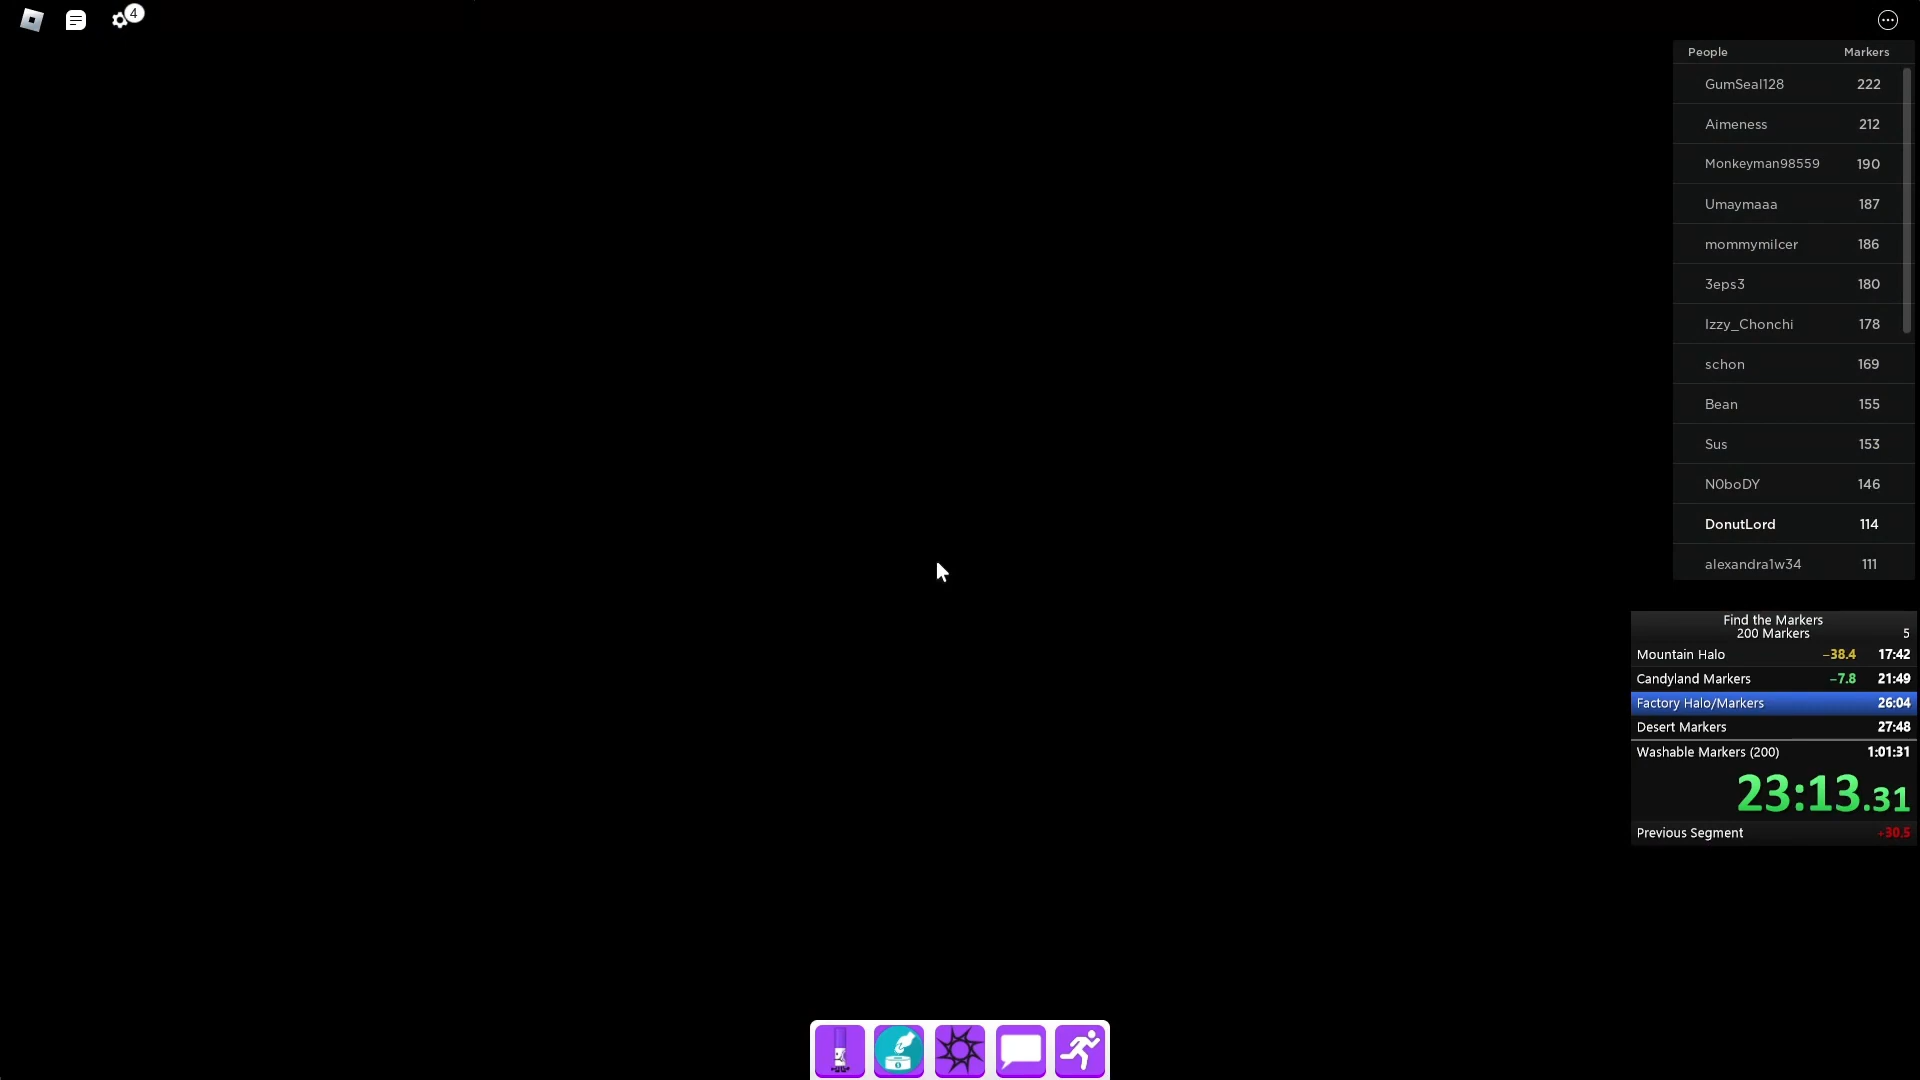 4
People Markers
GumSeal128 222
Aimeness 212
Monkeyman98559 190
Umaymaaa 187
mommymilcer 186
3eps3 180
Izzy_Chonchi 178
schon 169
Bean 155
Sus 153
N0boDY 146
DonutLord 114
alexandra1w34 111
Find the Markers
200 Markers 5
Mountain Halo −38.4 17:42
Candyland Markers −7.8 21:49
Factory Halo/Markers 26:04
Desert Markers 27:48
Washable Markers (200) 1:01:31
23:13.31
Previous Segment +30.5